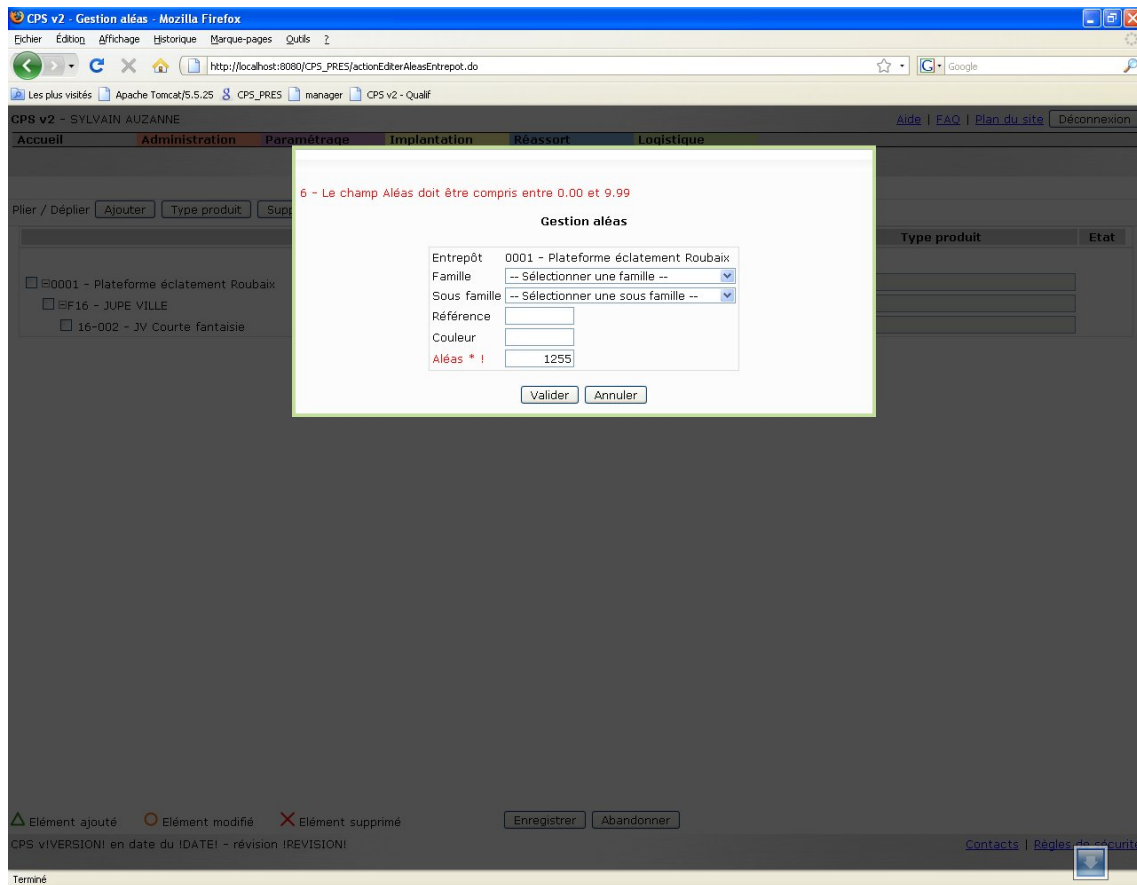 CPS v2 - Gestion aléas - Mozilla Firefox
Fichier Édition Affichage Historique Marque-pages Outils ?
http://localhost:8080/CPS_PRES/actionEditerAleasEntrepot.do
Google
Les plus visités Apache Tomcat/5.5.25 CPS_PRES manager CPS v2 - Qualif
CPS v2 - SYLVAIN AUZANNE Aide | FAQ | Plan du site Déconnexion
Accueil Administration Paramétrage Implantation Réassort Logistique
6 - Le champ Aléas doit être compris entre 0.00 et 9.99
Plier / Déplier Ajouter Type produit Supp
Gestion aléas
Type produit Etat
Entrepôt 0001 - Plateforme éclatement Roubaix
Famille -- Sélectionner une famille --
Sous famille -- Sélectionner une sous famille --
Référence
Couleur
Aléas * ! 1255
Valider Annuler
0001 - Plateforme éclatement Roubaix
F16 - JUPE VILLE
16-002 - JV Courte fantaisie
Elément ajouté Elément modifié Elément supprimé Enregistrer Abandonner
CPS v!VERSION! en date du !DATE! - révision !REVISION! Contacts | Règles de sécurité
Terminé